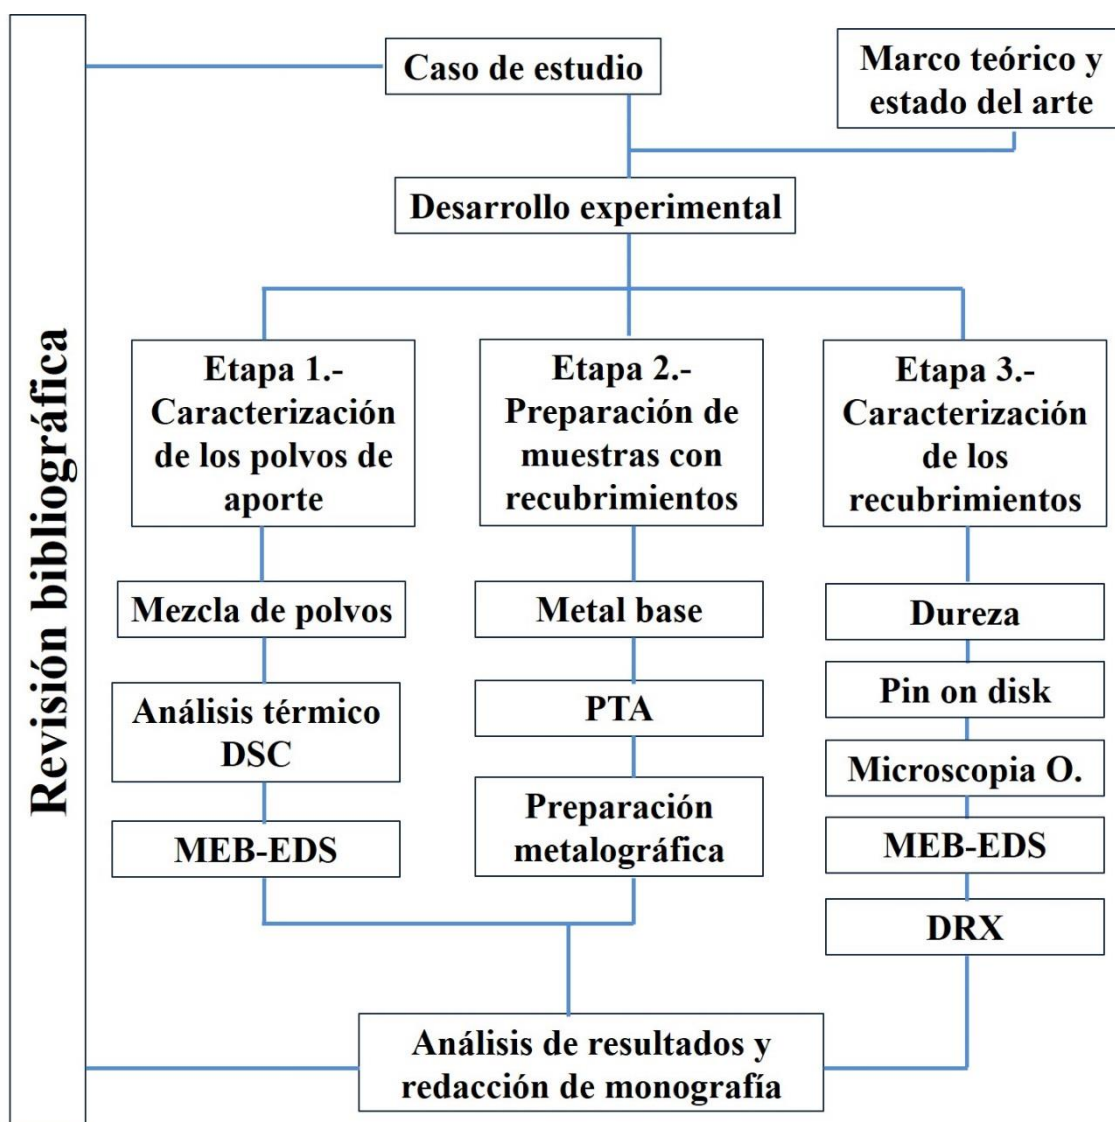 Revisión bibliográfica
Caso de estudio
Marco teórico y
estado del arte
Desarrollo experimental
Etapa 1.-
Caracterización
de los polvos de
aporte
Mezcla de polvos
Análisis térmico
DSC
MEB-EDS
Etapa 2.-
Preparación de
muestras con
recubrimientos
Metal base
PTA
Preparación
metalográfica
Etapa 3.-
Caracterización
de los
recubrimientos
Dureza
Pin on disk
Microscopia O.
MEB-EDS
DRX
Análisis de resultados y
redacción de monografía